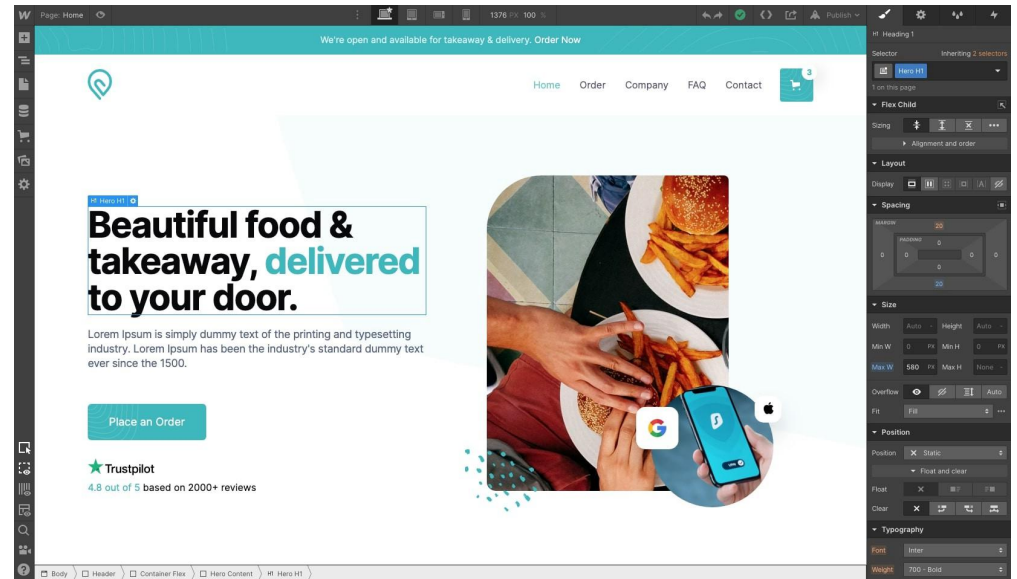 W Page: Home
1376 PX 100 %
Publish
We're open and available for takeaway & delivery. Order Now
Home Order Company FAQ Contact
3
H1 Hero H1
Beautiful food &
takeaway, delivered
to your door.
Lorem Ipsum is simply dummy text of the printing and typesetting
industry. Lorem Ipsum has been the industry's standard dummy text
ever since the 1500.
Place an Order
Trustpilot
4.8 out of 5 based on 2000+ reviews
G
Body Header Container Flex Hero Content H1 Hero H1
H1 Heading 1
Selector Inheriting 2 selectors
Hero H1
1 on this page
Flex Child
Sizing
Alignment and order
Layout
Display
Spacing
MARGIN
20
PADDING
0
0 0 0 0
0
20
Size
Width Auto - Height Auto -
Min W 0 PX Min H 0 PX
Max W 580 PX Max H None -
Overflow Auto
Fit Fill
Position
Position Static
Float and clear
Float
Clear
Typography
Font Inter
Weight 700 - Bold